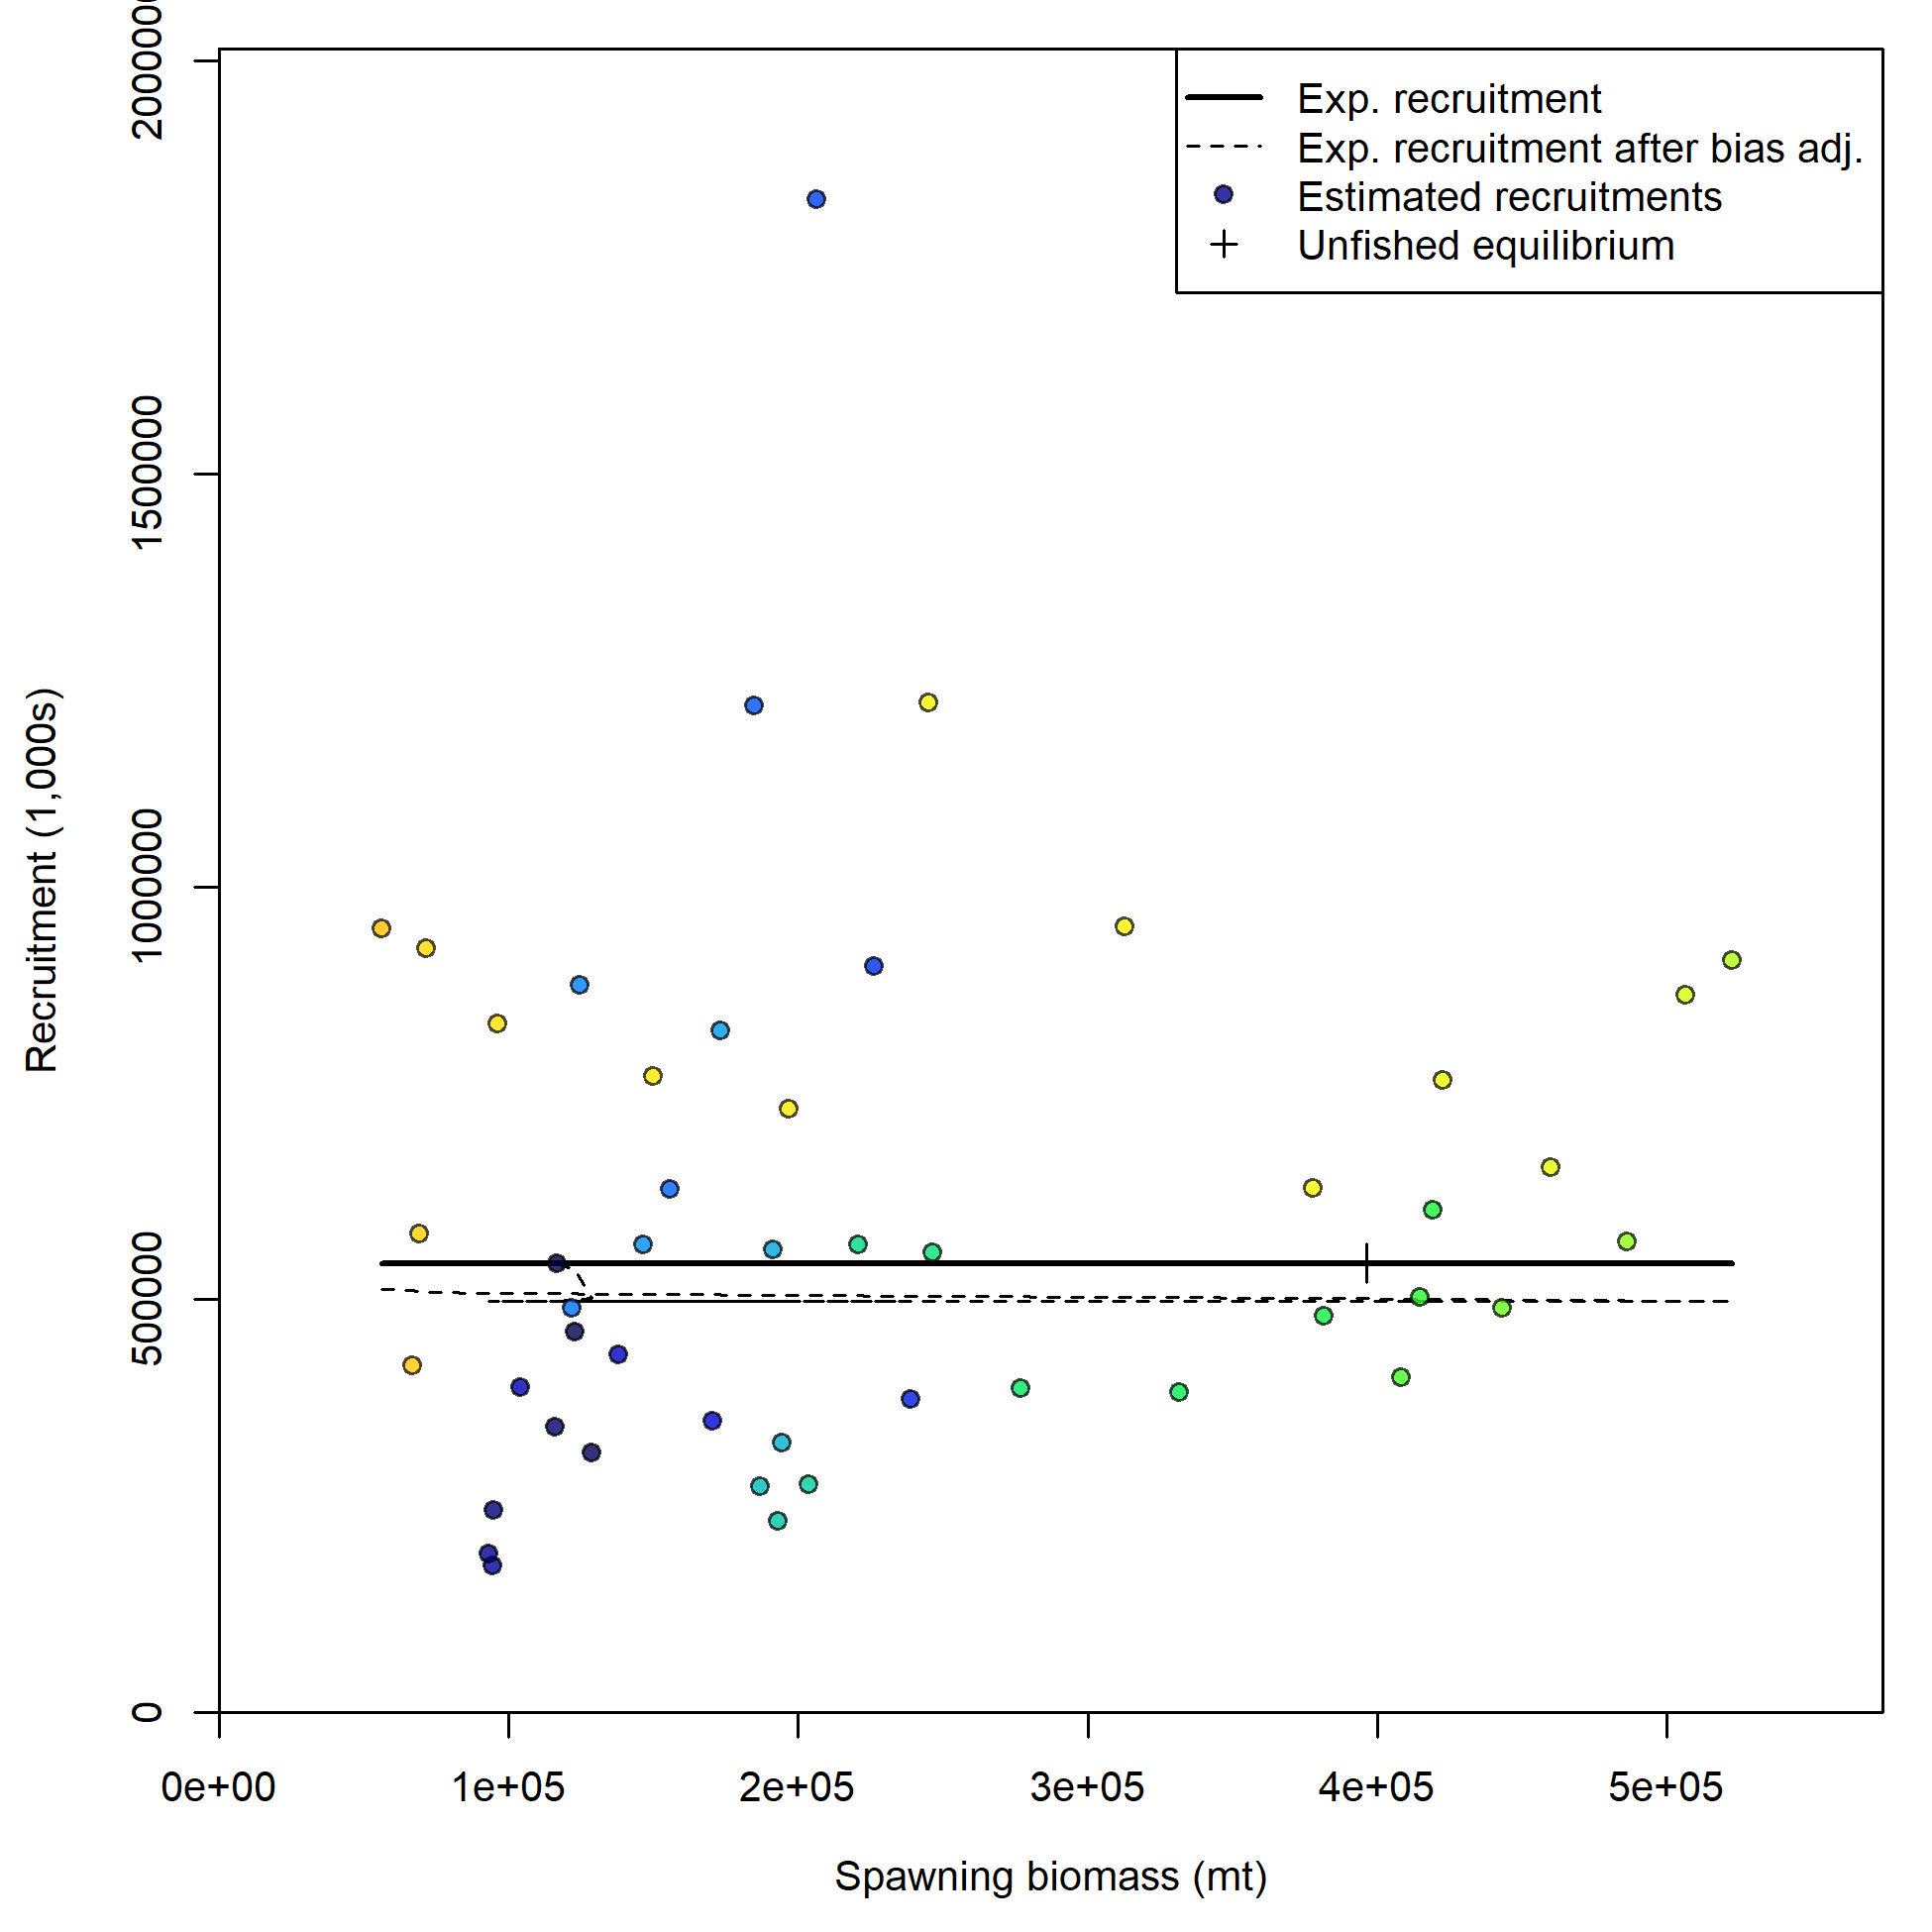 Exp. recruitment
Exp. recruitment after bias adj.
Estimated recruitments
Unfished equilibrium
Recruitment (1,000s)
1500000
1000000
500000
0
0e+00 1e+05 2e+05 3e+05 4e+05 5e+05
Spawning biomass (mt)